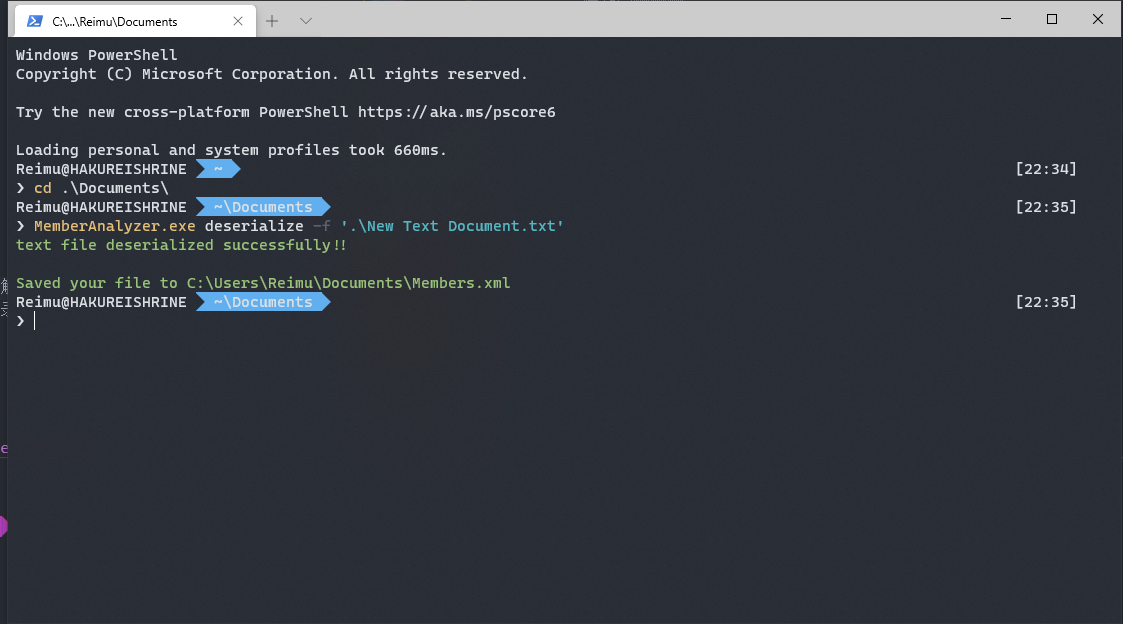 C:\...\Reimu\Documents
Windows PowerShell
Copyright (C) Microsoft Corporation. All rights reserved.
Try the new cross-platform PowerShell https://aka.ms/pscore6
Loading personal and system profiles took 660ms.
Reimu@HAKUREISHRINE ~ [22:34]
❯ cd .\Documents\
Reimu@HAKUREISHRINE ~\Documents [22:35]
❯ MemberAnalyzer.exe deserialize -f '.\New Text Document.txt'
text file deserialized successfully!!
Saved your file to C:\Users\Reimu\Documents\Members.xml
Reimu@HAKUREISHRINE ~\Documents [22:35]
❯